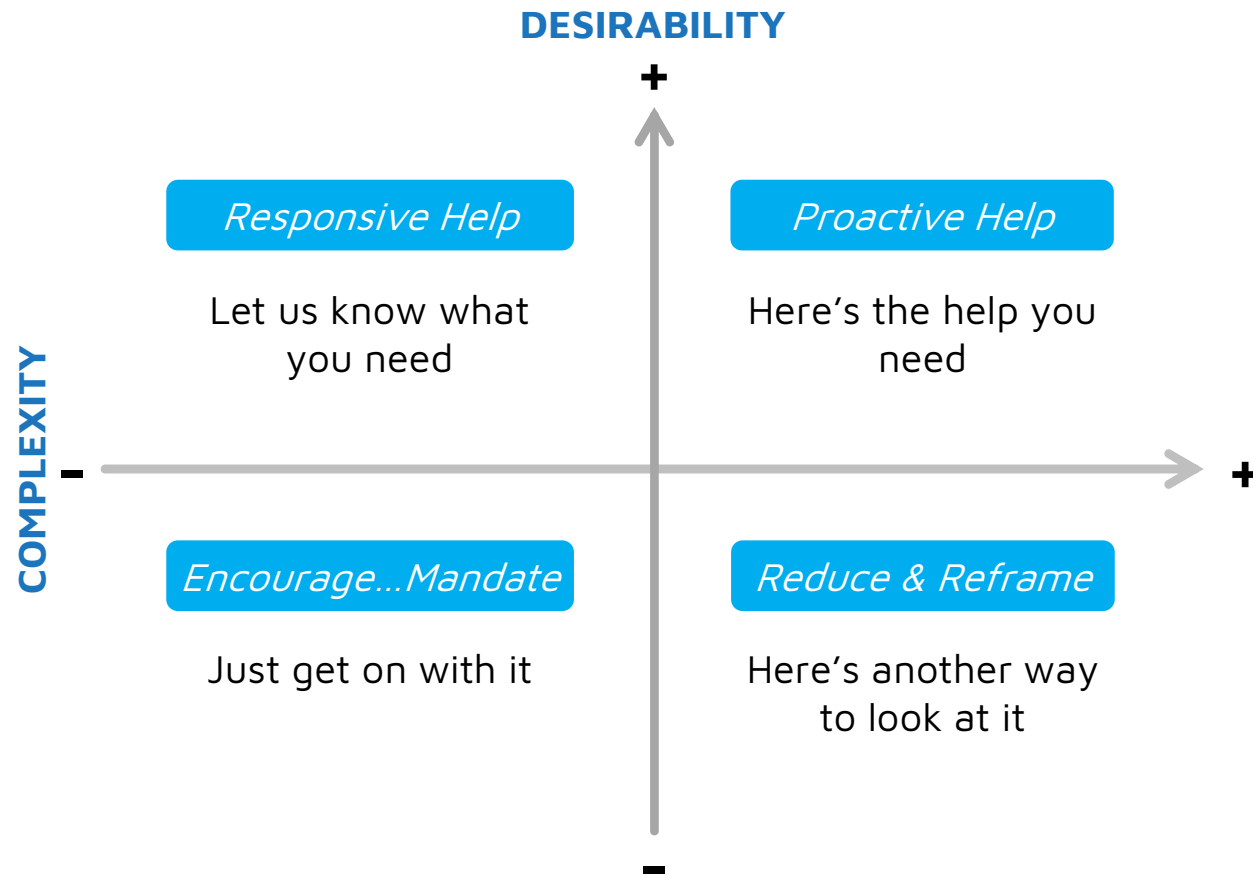 DESIRABILITY
+
Responsive Help
Proactive Help
Let us know what
you need
Here's the help you
need
COMPLEXITY
-
+
Encourage...Mandate
Reduce & Reframe
Just get on with it
Here's another way
to look at it
-